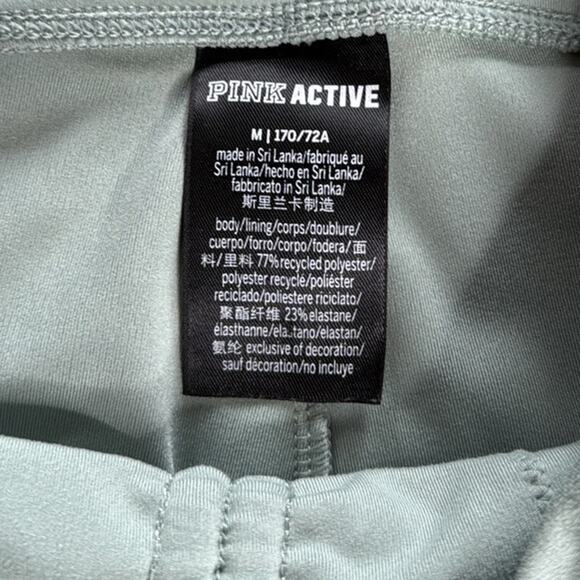 PINK ACTIVE
M | 170/72A
made in Sri Lanka/fabriqué au
Sri Lanka/hecho en Sri Lanka/
fabbricato in Sri Lanka/
斯里兰卡制造
body/lining/corps/doublure/
cuerpo/forro/corpo/fodera/面
料/里料 77% recycled polyester/
polyester recyclé/poliéster
reciclado/poliestere riciclato/
聚酯纤维 23% elastane/
élasthanne/elastano/elastan/
氨纶 exclusive of decoration/
sauf décoration/no incluye